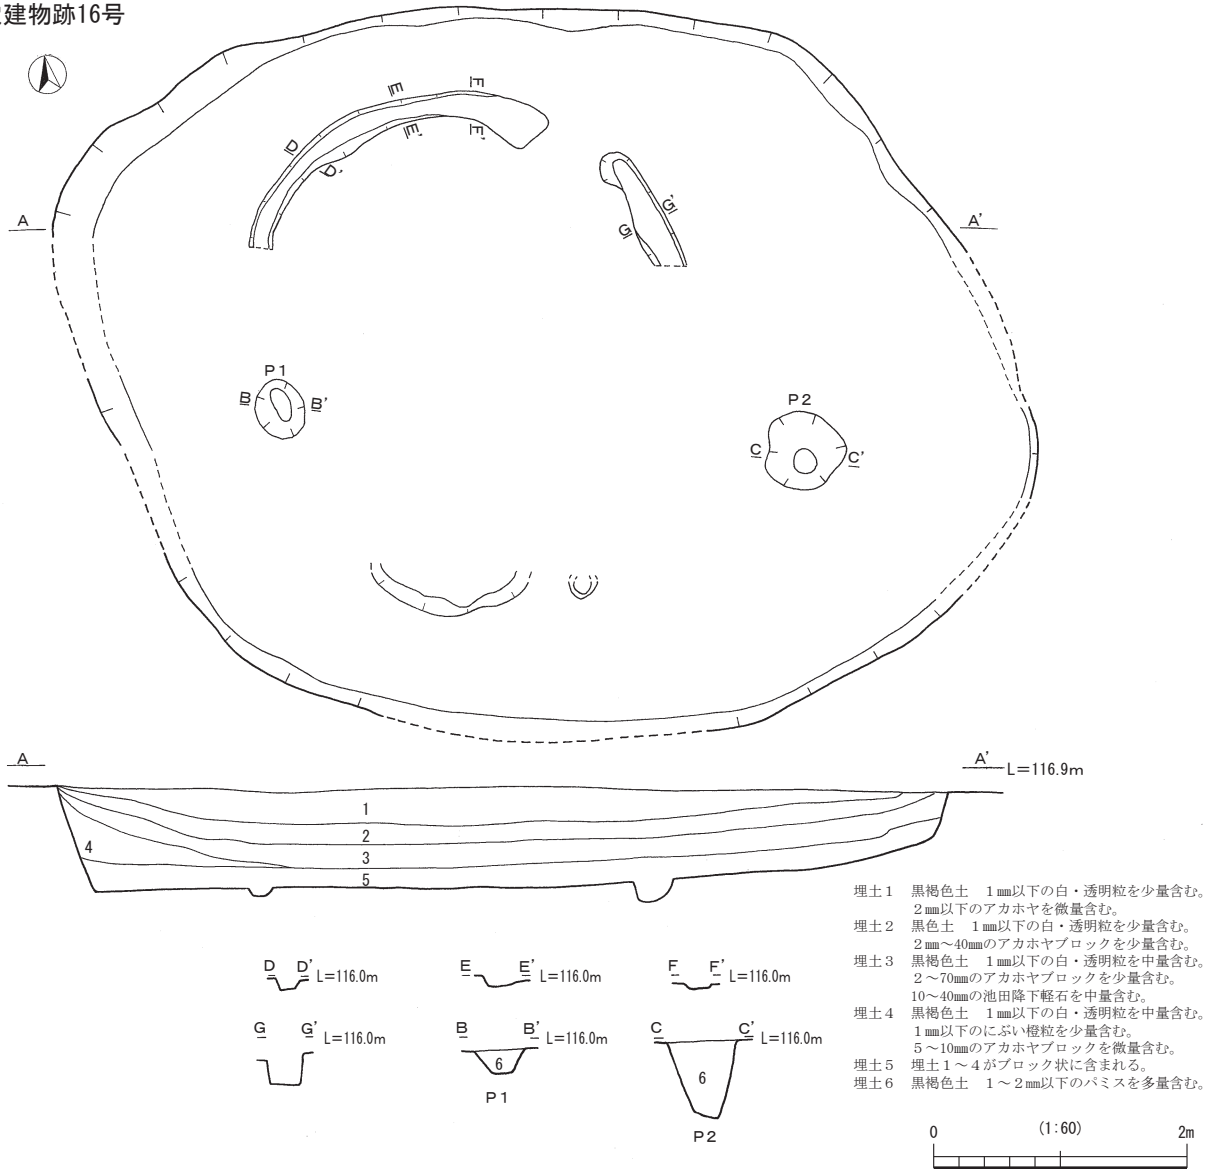 建物跡16号
D
E
F
D'
E'
F'
G
G'
A
A'
P1
B
B'
P2
C
C'
A
A'
L=116.9m
1
2
3
4
5
埋土1 黒褐色土 1㎜以下の白・透明粒を少量含む。
2㎜以下のアカホヤを微量含む。
埋土2 黒色土 1㎜以下の白・透明粒を少量含む。
2㎜～40㎜のアカホヤブロックを少量含む。
埋土3 黒褐色土 1㎜以下の白・透明粒を中量含む。
2～70㎜のアカホヤブロックを少量含む。
10～40㎜の池田降下軽石を中量含む。
埋土4 黒褐色土 1㎜以下の白・透明粒を中量含む。
1㎜以下のにぶい橙粒を少量含む。
5～10㎜のアカホヤブロックを微量含む。
埋土5 埋土1～4がブロック状に含まれる。
埋土6 黒褐色土 1～2㎜以下のパミスを多量含む。
D D' L=116.0m
E E' L=116.0m
F F' L=116.0m
G G' L=116.0m
B B' L=116.0m
6
P1
C C' L=116.0m
6
P2
0 (1:60) 2m